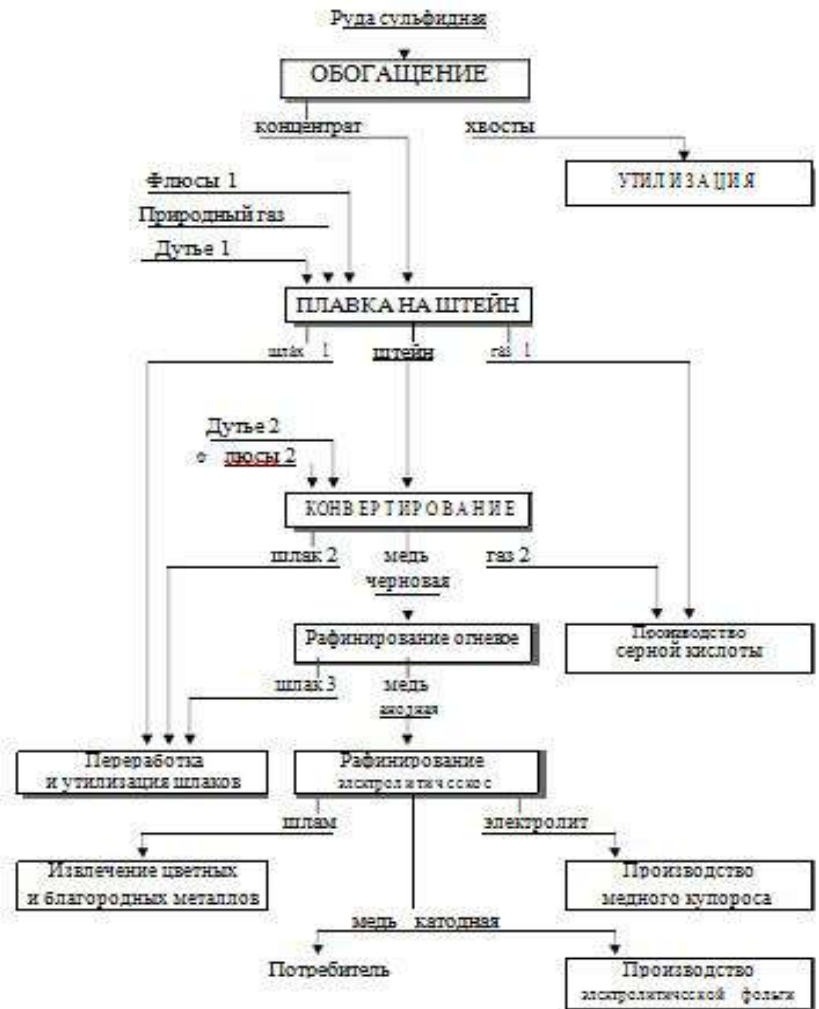 Руда сульфидная
ОБОГАЩЕНИЕ
концентрат
хвосты
УТИЛИЗАЦИЯ
Флюсы 1
Природный газ
Дутье 1
ПЛАВКА НА ШТЕЙН
шлак 1
штейн
газ 1
Дутье 2
люсы 2
КОНВЕРТИРОВАНИЕ
шлак 2
медь
черновая
газ 2
Рафинирование огневое
Производство
серной кислоты
шлак 3
медь
анодная
Переработка
и утилизация шлаков
Рафинирование
электролитическое
шлам
электролит
Извлечение цветных
и благородных металлов
Производство
медного купороса
медь катодная
Потребитель
Производство
электролитической фольги